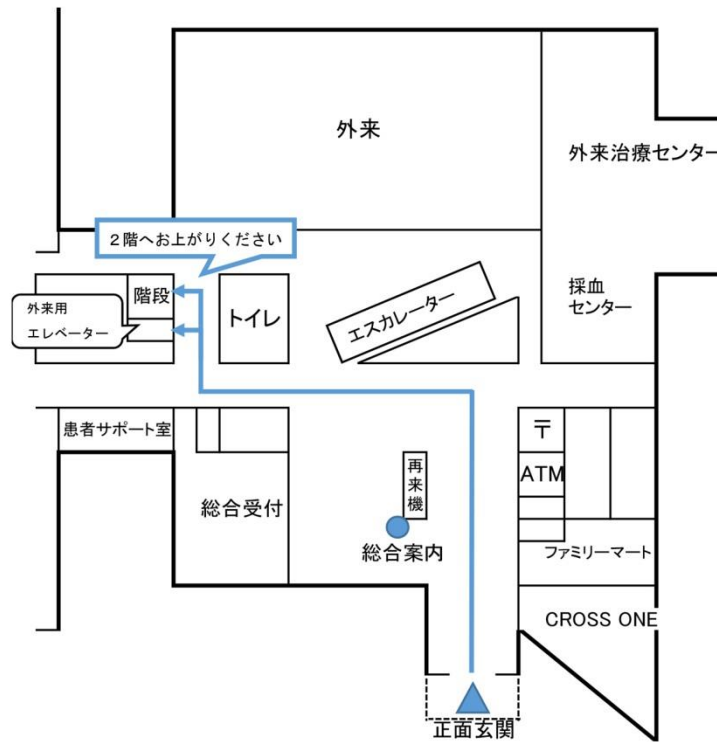 外来
外来治療センター
2階へお上がりください
階段
外来用
エレベーター
トイレ
エスカレーター
採血
センター
患者サポート室
総合受付
再来機
総合案内
〒
ATM
ファミリーマート
CROSS ONE
正面玄関